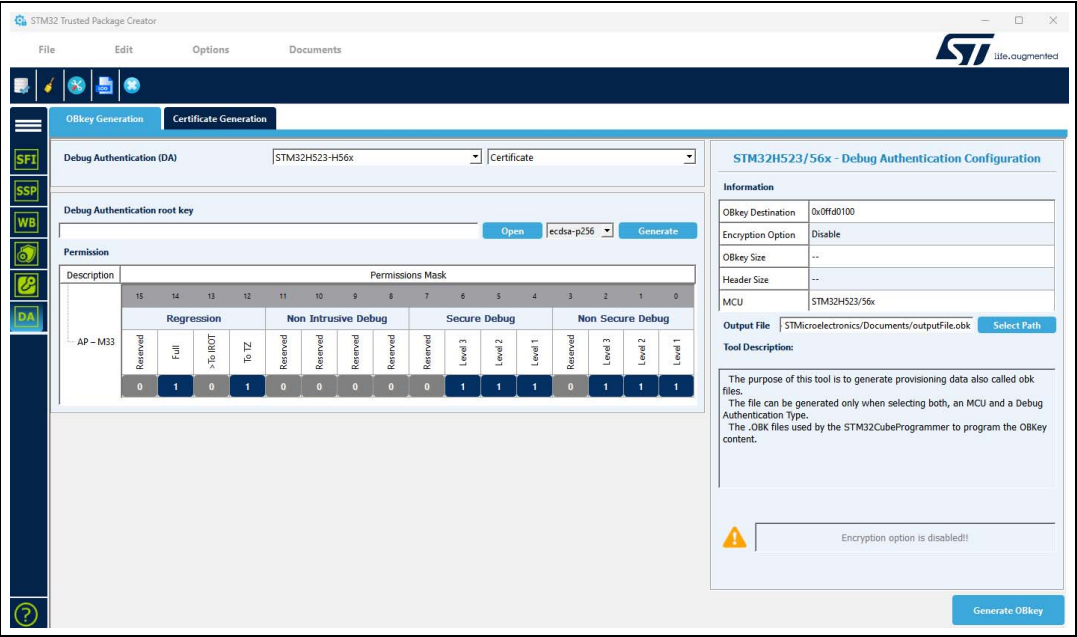 STM32 Trusted Package Creator
File Edit Options Documents
life.augmented
LOG
OBkey Generation Certificate Generation
SFI
SSP
WB
DA
Debug Authentication (DA) STM32H523-H56x Certificate
Debug Authentication root key
Open ecdsa-p256 Generate
Permission
Description Permissions Mask
15 14 13 12 11 10 9 8 7 6 5 4 3 2 1 0
Regression Non Intrusive Debug Secure Debug Non Secure Debug
AP – M33 Reserved Full >To IROT To TZ Reserved Reserved Reserved Reserved Reserved Level 3 Level 2 Level 1 Reserved Level 3 Level 2 Level 1
0 1 0 1 0 0 0 0 0 1 1 1 0 1 1 1
STM32H523/56x - Debug Authentication Configuration
Information
OBkey Destination 0x0ffd0100
Encryption Option Disable
OBkey Size --
Header Size --
MCU STM32H523/56x
Output File STMicroelectronics/Documents/outputFile.obk Select Path
Tool Description:
The purpose of this tool is to generate provisioning data also called obk
files.
The file can be generated only when selecting both, an MCU and a Debug
Authentication Type.
The .OBK files used by the STM32CubeProgrammer to program the OBKey
content.
Encryption option is disabled!!
Generate OBkey
?